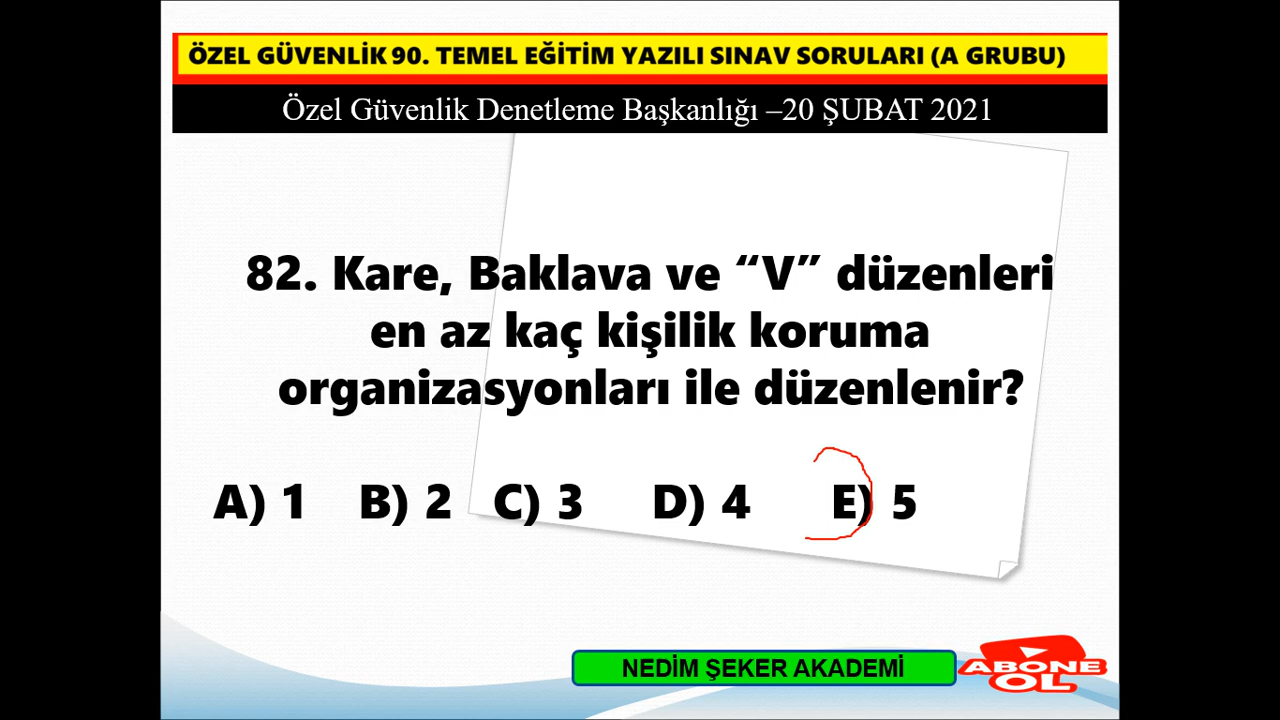 ÖZEL GÜVENLİK 90. TEMEL EĞİTİM YAZILI SINAV SORULARI (A GRUBU)
Özel Güvenlik Denetleme Başkanlığı –20 ŞUBAT 2021
82. Kare, Baklava ve “V” düzenleri
en az kaç kişilik koruma
organizasyonları ile düzenlenir?
A) 1 B) 2 C) 3 D) 4 E) 5
NEDİM ŞEKER AKADEMİ
ABONE
OL